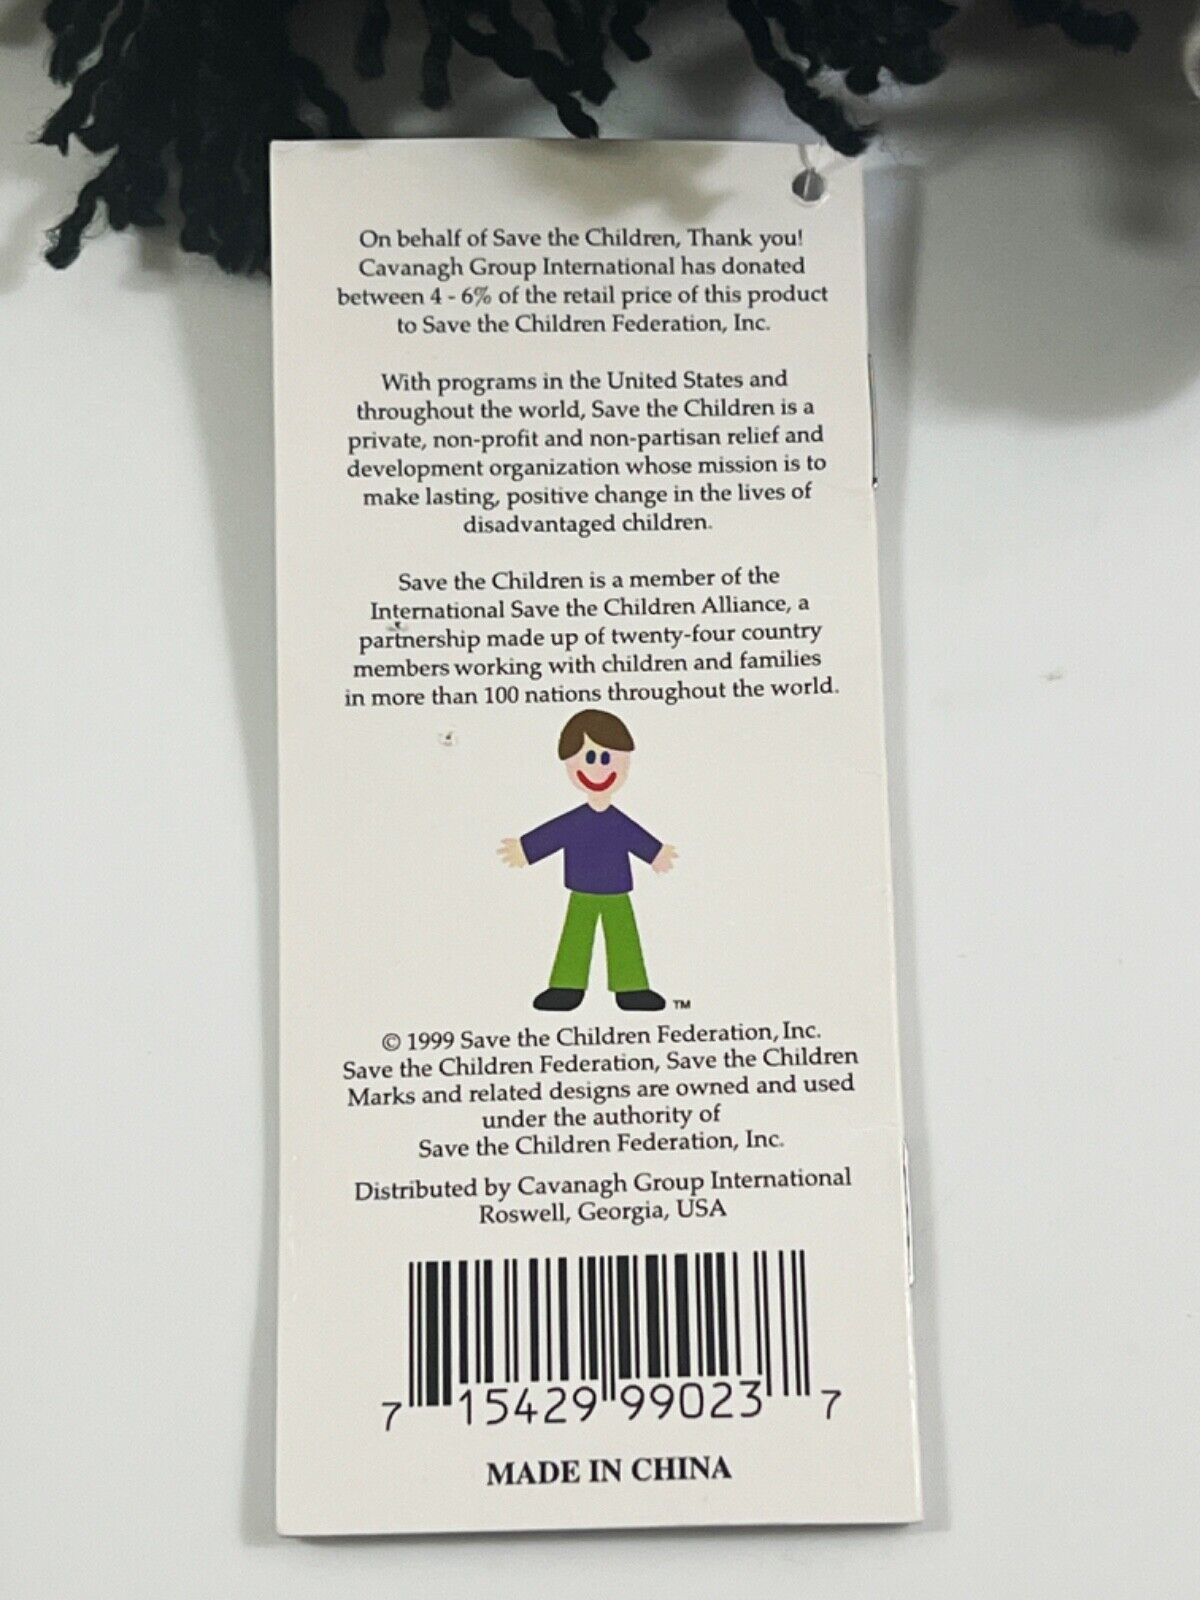 On behalf of Save the Children, Thank you!
Cavanagh Group International has donated
between 4 - 6% of the retail price of this product
to Save the Children Federation, Inc.
With programs in the United States and
throughout the world, Save the Children is a
private, non-profit and non-partisan relief and
development organization whose mission is to
make lasting, positive change in the lives of
disadvantaged children.
Save the Children is a member of the
International Save the Children Alliance, a
partnership made up of twenty-four country
members working with children and families
in more than 100 nations throughout the world.
TM
© 1999 Save the Children Federation, Inc.
Save the Children Federation, Save the Children
Marks and related designs are owned and used
under the authority of
Save the Children Federation, Inc.
Distributed by Cavanagh Group International
Roswell, Georgia, USA
7 15429 99023 7
MADE IN CHINA